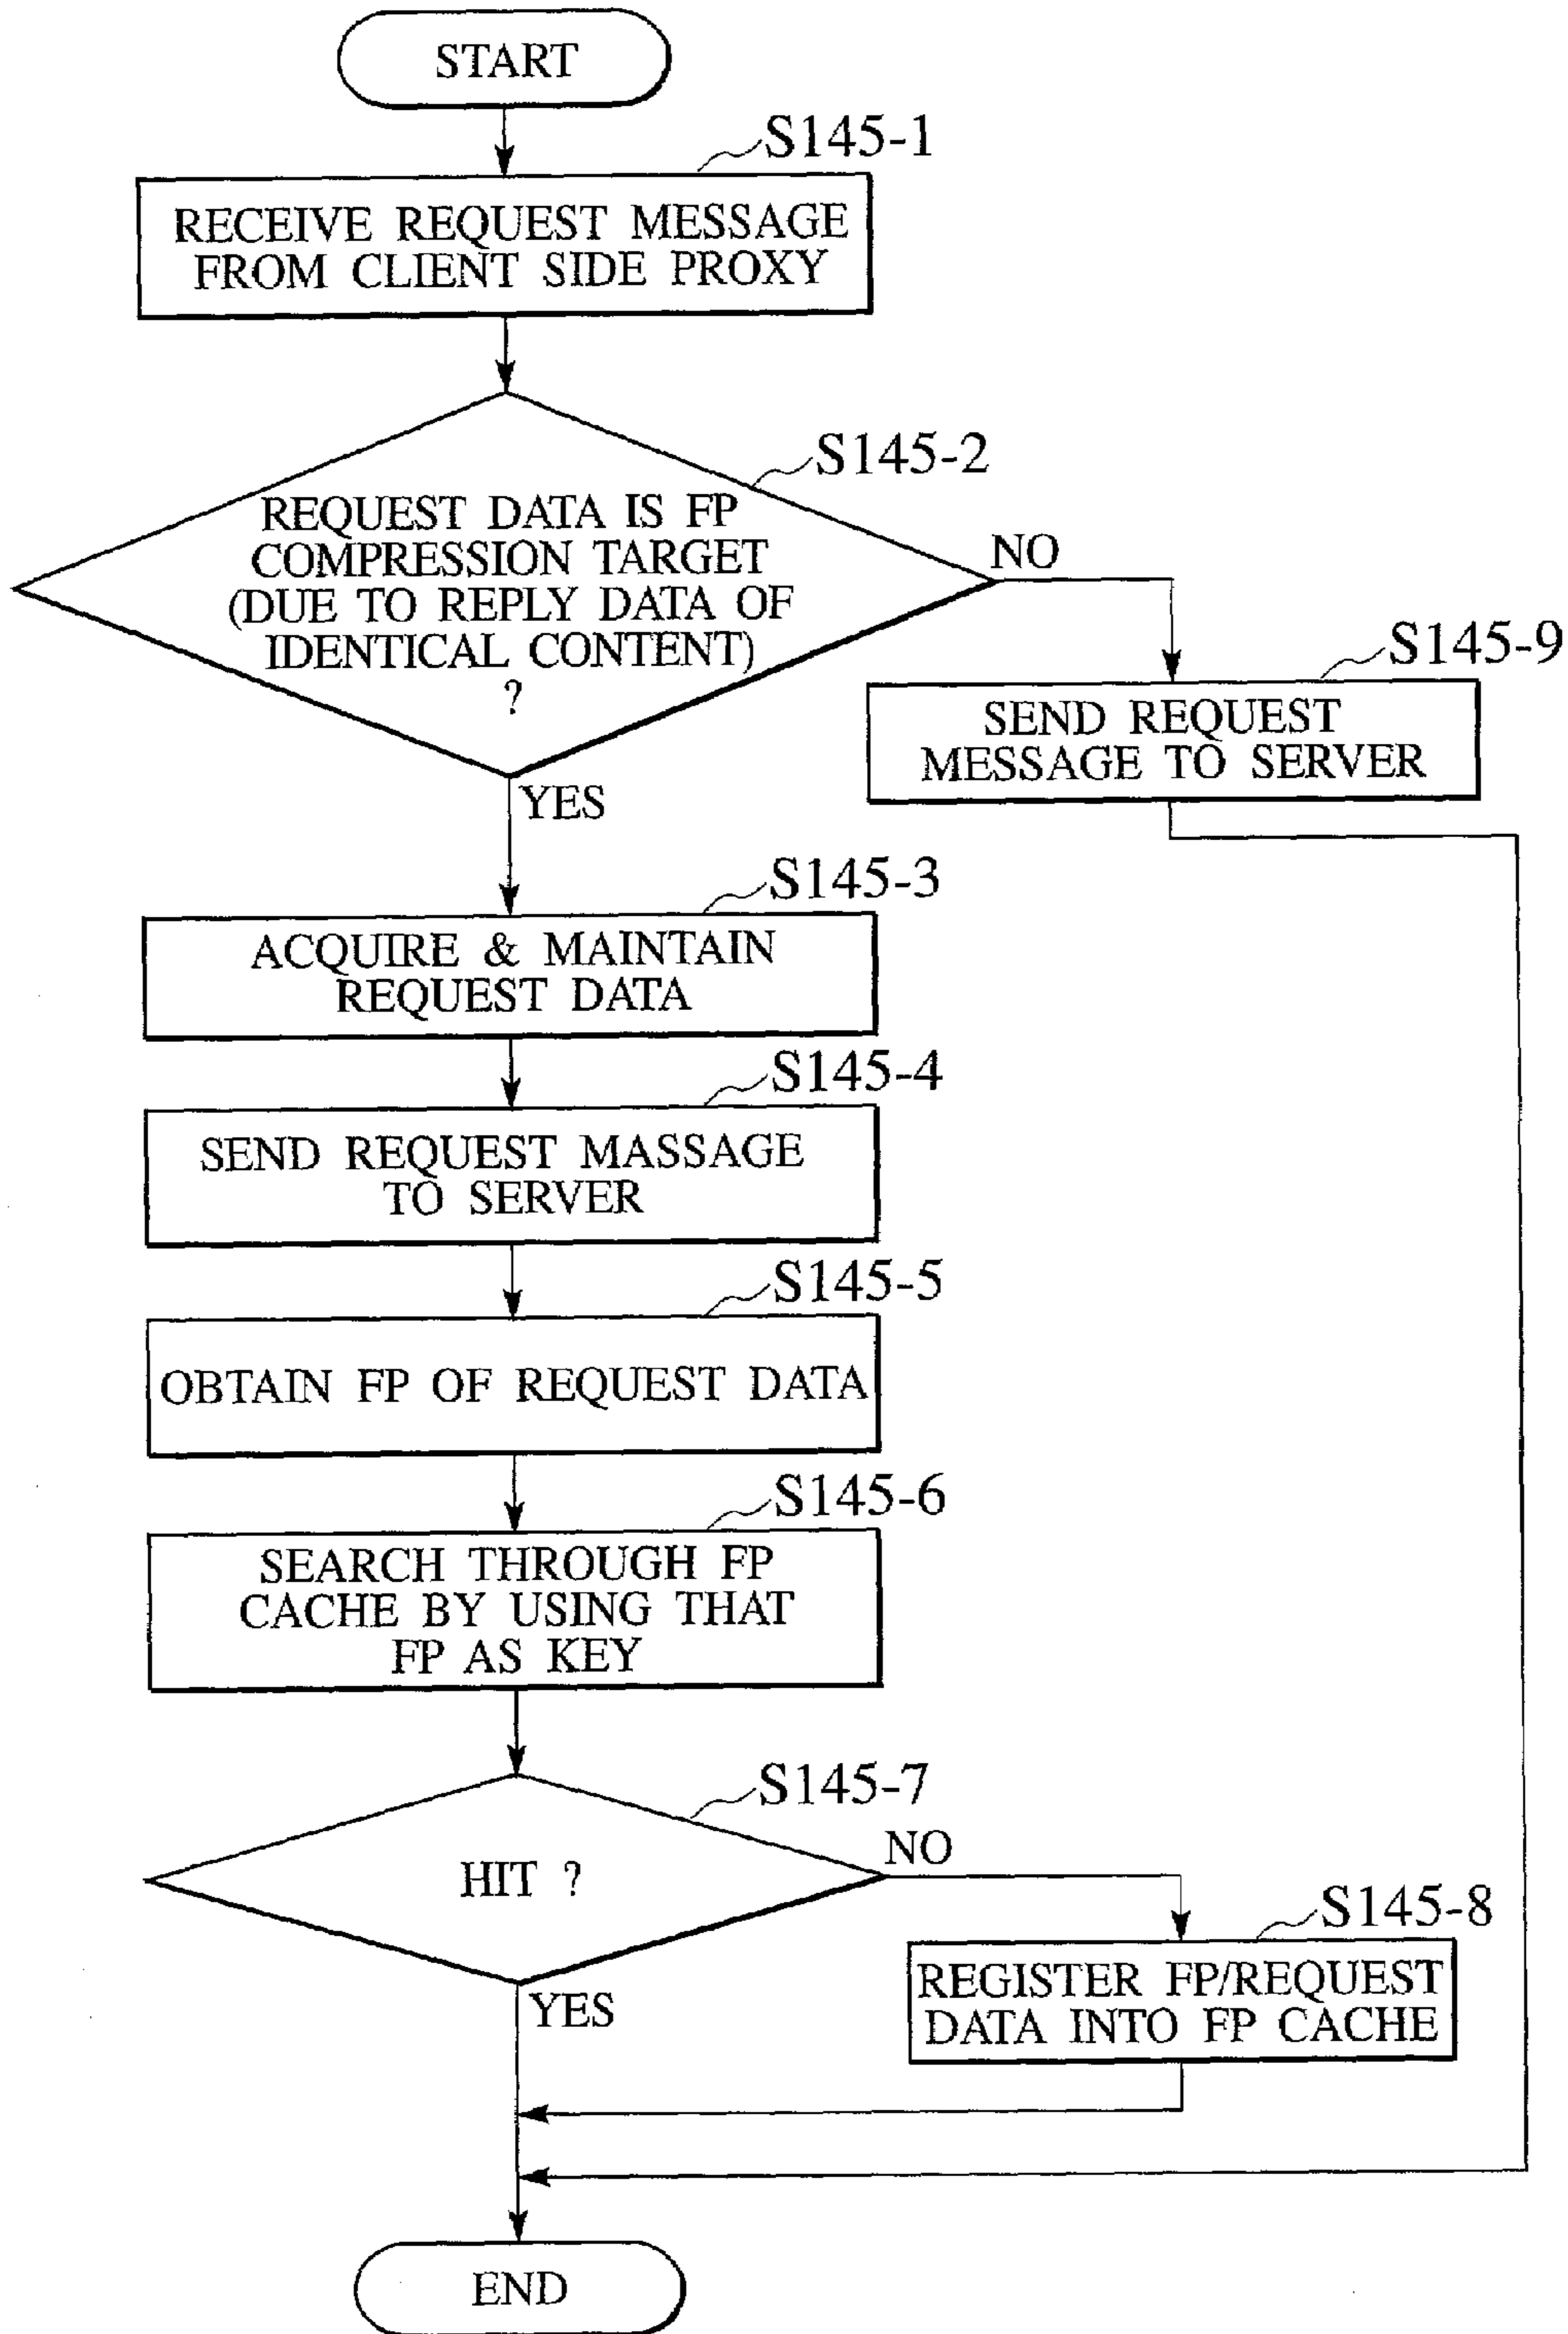 START
S145-1
RECEIVE REQUEST MESSAGE
FROM CLIENT SIDE PROXY
S145-2
REQUEST DATA IS FP
COMPRESSION TARGET
(DUE TO REPLY DATA OF
IDENTICAL CONTENT)
?
NO
YES
S145-9
SEND REQUEST
MESSAGE TO SERVER
S145-3
ACQUIRE & MAINTAIN
REQUEST DATA
S145-4
SEND REQUEST MASSAGE
TO SERVER
S145-5
OBTAIN FP OF REQUEST DATA
S145-6
SEARCH THROUGH FP
CACHE BY USING THAT
FP AS KEY
S145-7
HIT ?
NO
YES
S145-8
REGISTER FP/REQUEST
DATA INTO FP CACHE
END